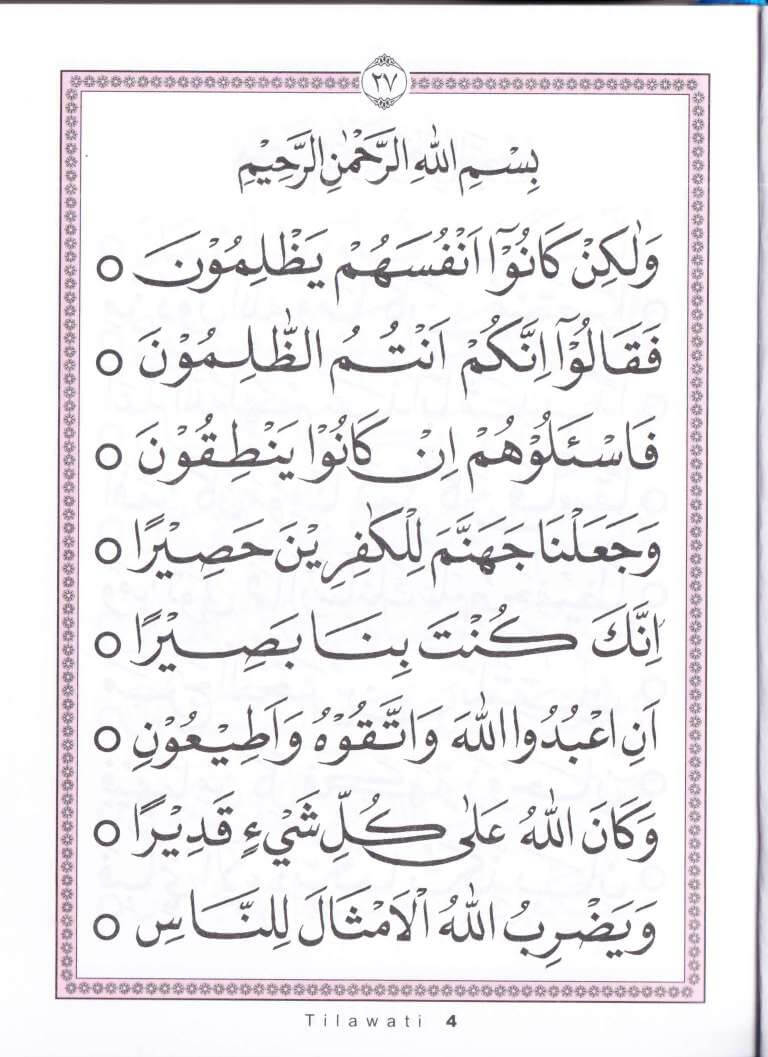 ٢٧
بِسْمِ اللهِ الرَّحْمٰنِ الرَّحِيْمِ
وَلٰكِنْ كَانُوْٓا اَنْفُسَهُمْ يَظْلِمُوْنَ ○
فَقَالُوْٓا اِنَّكُمْ اَنْتُمُ الظّٰلِمُوْنَ ○
فَاسْئَلُوْهُمْ اِنْ كَانُوْا يَنْطِقُوْنَ ○
وَجَعَلْنَا جَهَنَّمَ لِلْكٰفِرِيْنَ حَصِيْرًا ○
اِنَّكَ كُنْتَ بِنَا بَصِيْرًا ○
اَنِ اعْبُدُوا اللهَ وَاتَّقُوْهُ وَاَطِيْعُوْنِ ○
وَكَانَ اللهُ عَلٰى كُلِّ شَيْءٍ قَدِيْرًا ○
وَيَضْرِبُ اللهُ الْاَمْثَالَ لِلنَّاسِ ○
Tilawati 4